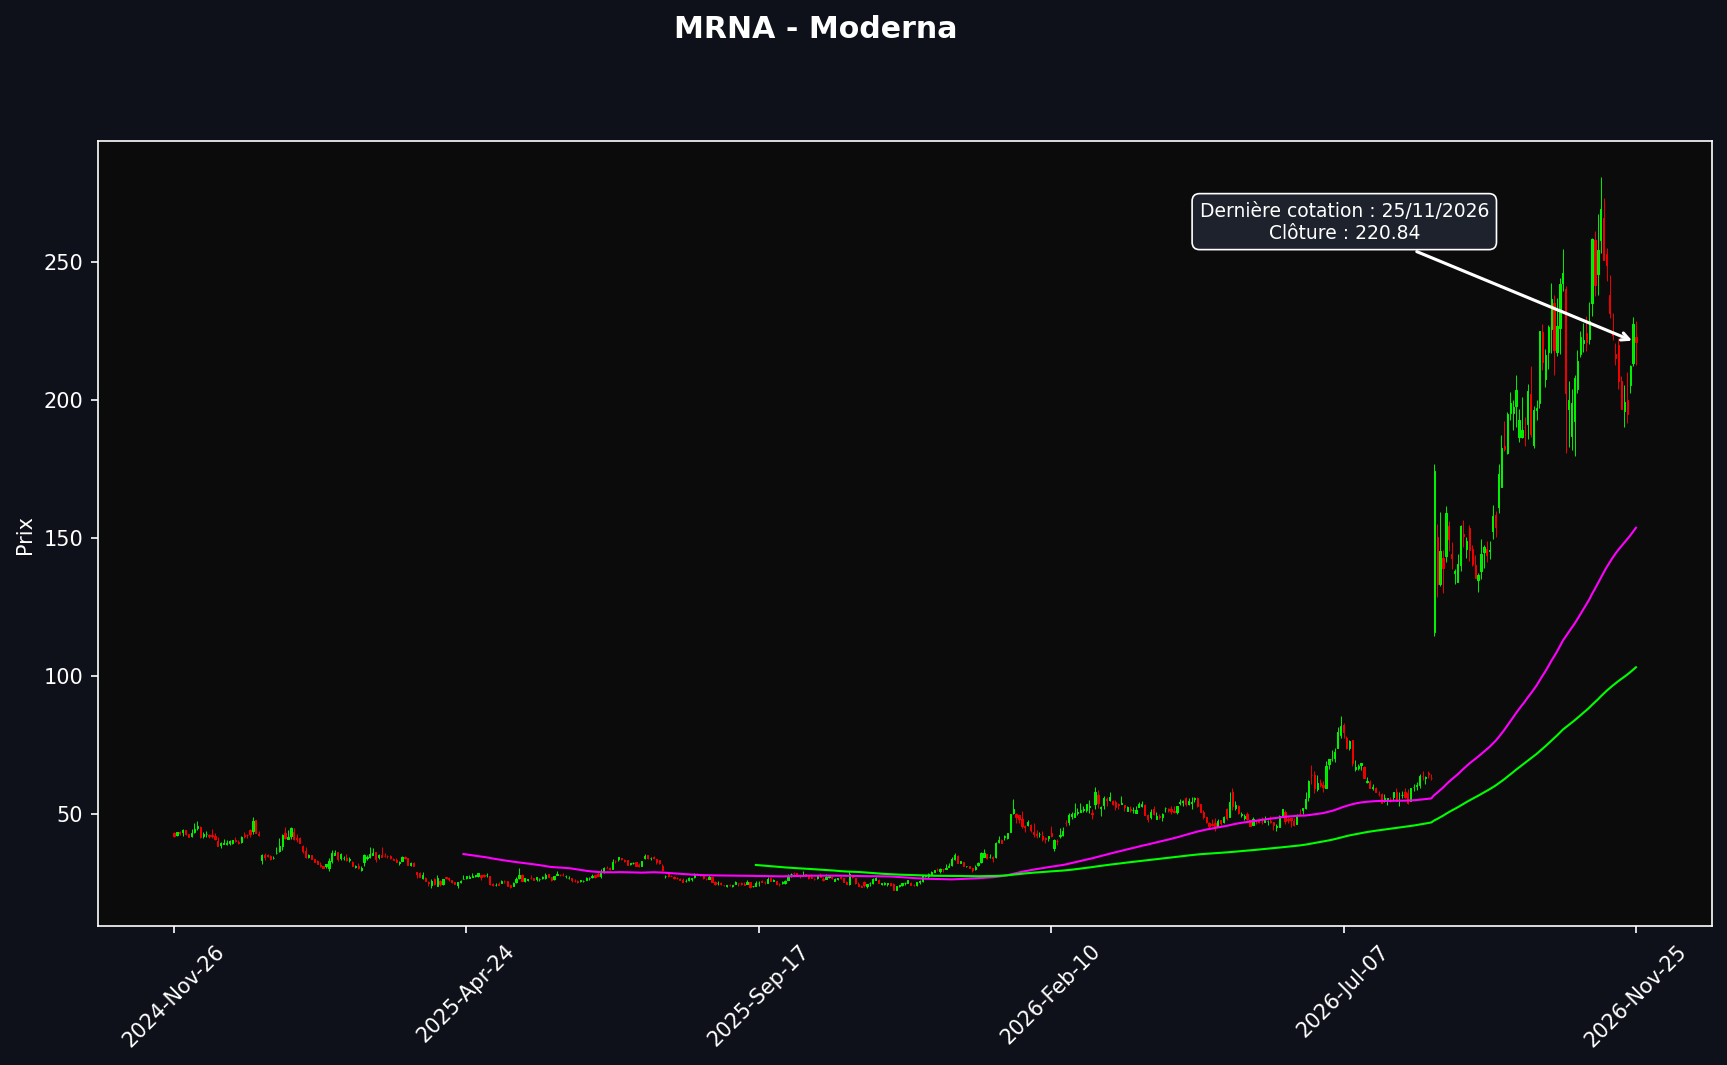 MRNA - Moderna
Dernière cotation : 25/11/2026
Clôture : 220.84
Prix
250
200
150
100
50
2024-Nov-26
2025-Apr-24
2025-Sep-17
2026-Feb-10
2026-Jul-07
2026-Nov-25